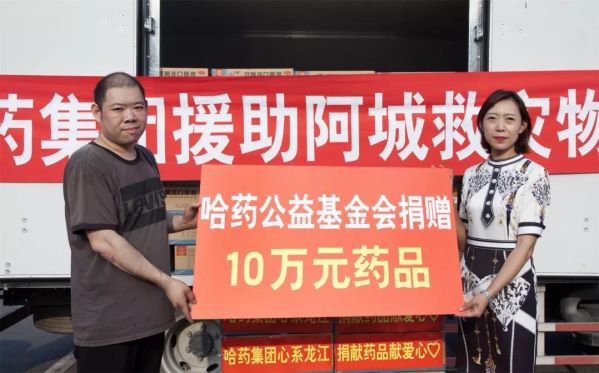 药集团援助阿城救灾物
哈药公益基金会捐赠
10万元药品
哈药集团心系龙江
捐献药品献爱心♡